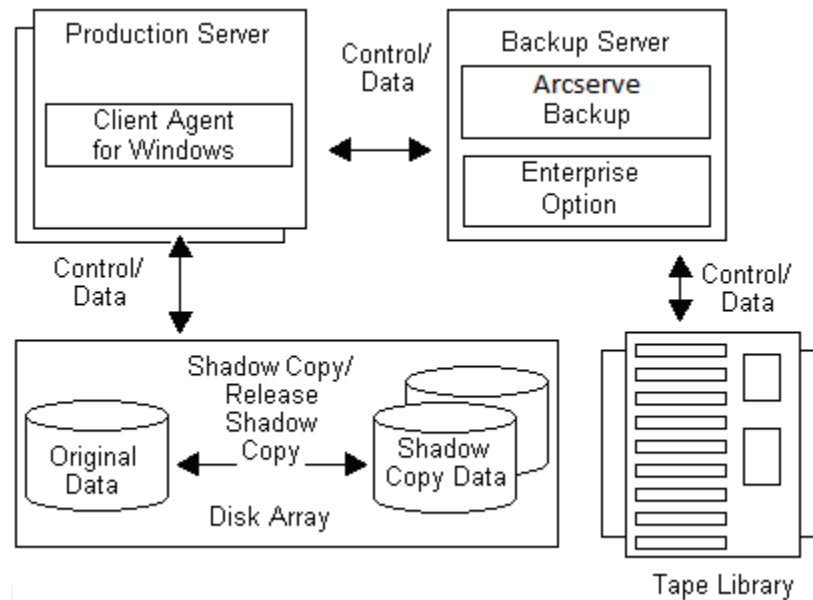 Production Server
Client Agent
for Windows
Control/
Data
Backup Server
Arcserve
Backup
Enterprise
Option
Control/
Data
Control/
Data
Shadow Copy/
Release
Shadow
Copy
Original
Data
Shadow
Copy Data
Disk Array
Tape Library